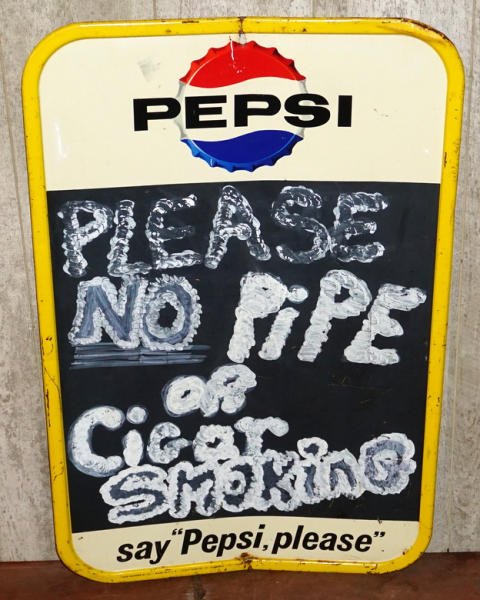 PEPSI
PLEASE
NO PiPE
OR
CiGar
SMOKinG
say "Pepsi, please"